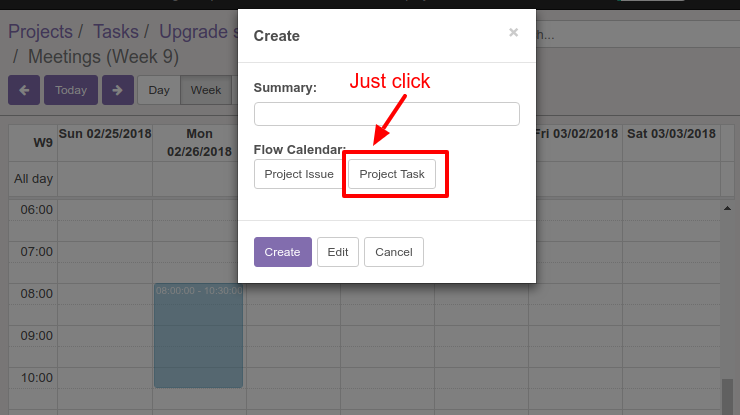 Projects / Tasks / Upgrade s
/ Meetings (Week 9)
Today
Day
Week
Create
×
h...
Summary:
Just click
Flow Calendar:
Project Issue
Project Task
Create
Edit
Cancel
W9
Sun 02/25/2018
Mon
02/26/2018
Fri 03/02/2018
Sat 03/03/2018
All day
06:00
07:00
08:00
08:00:00 - 10:30:00
09:00
10:00